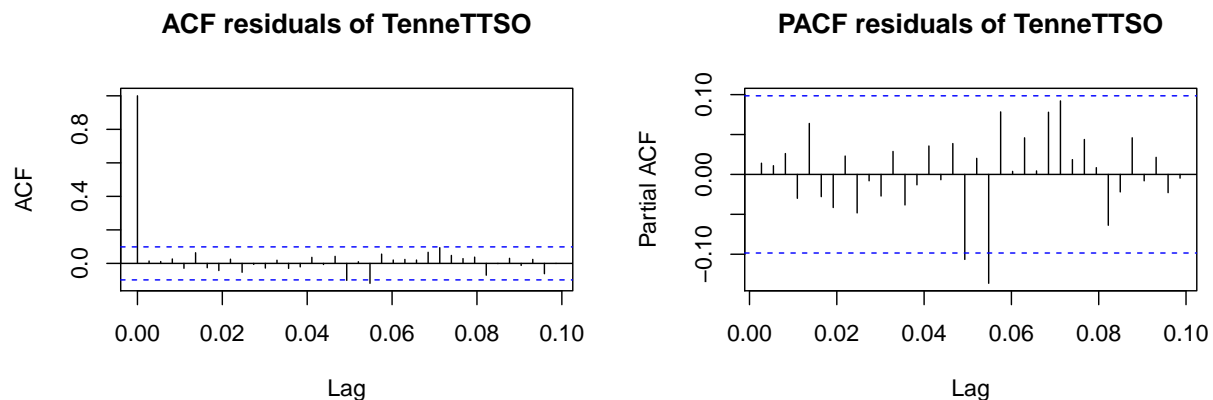 ACF residuals of TenneTTSO
ACF
0.0 0.4 0.8
0.00 0.02 0.04 0.06 0.08 0.10
Lag
PACF residuals of TenneTTSO
Partial ACF
−0.10 0.00 0.10
0.00 0.02 0.04 0.06 0.08 0.10
Lag